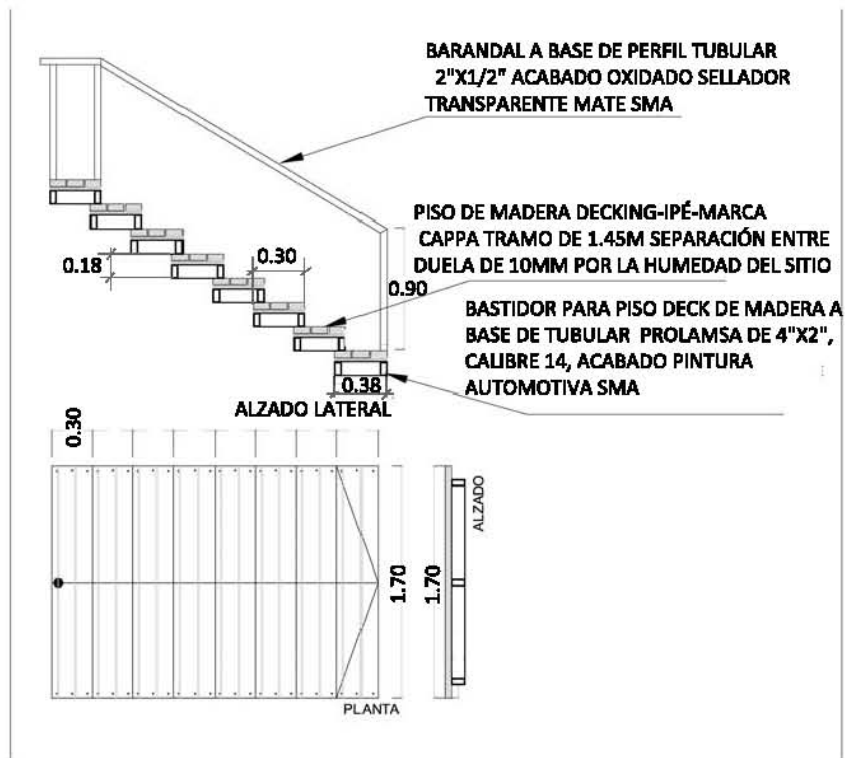 BARANDAL A BASE DE PERFIL TUBULAR
2"X1/2" ACABADO OXIDADO SELLADOR
TRANSPARENTE MATE SMA
PISO DE MADERA DECKING-IPÉ-MARCA
CAPPA TRAMO DE 1.45M SEPARACIÓN ENTRE
DUELA DE 10MM POR LA HUMEDAD DEL SITIO
0.18
0.30
0.90
BASTIDOR PARA PISO DECK DE MADERA A
BASE DE TUBULAR PROLAMSA DE 4"X2",
CALIBRE 14, ACABADO PINTURA
AUTOMOTIVA SMA
0.38
ALZADO LATERAL
0.30
1.70
1.70
ALZADO
PLANTA